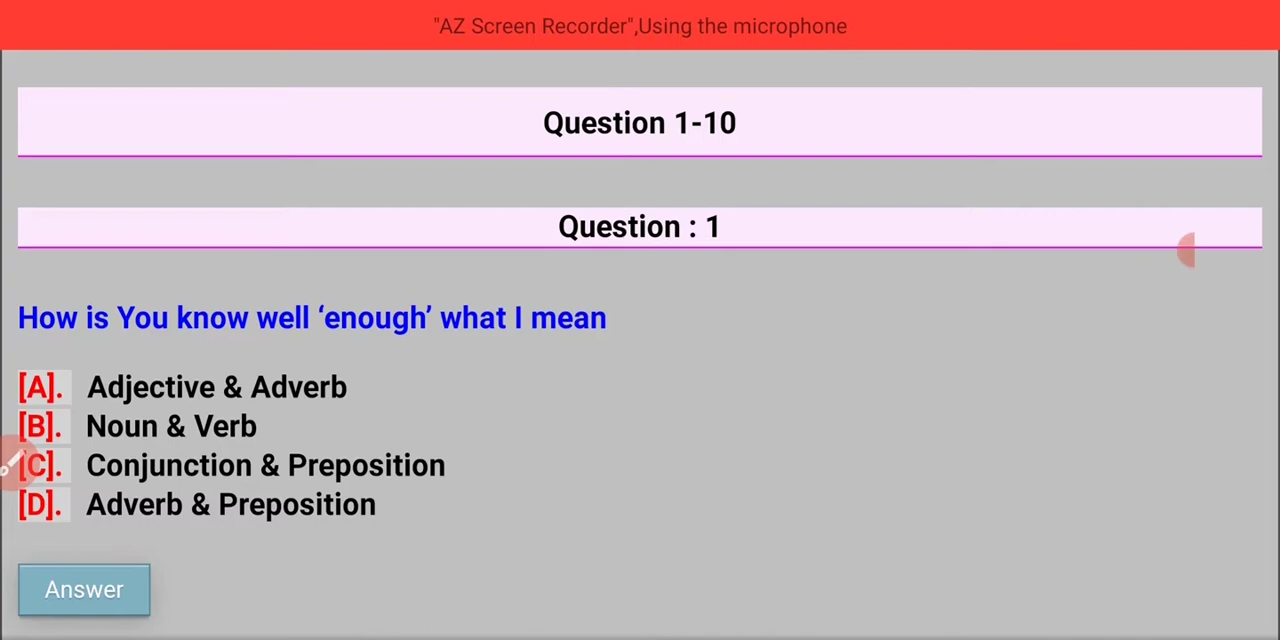 "AZ Screen Recorder",Using the microphone
Question 1-10
Question : 1
How is You know well ‘enough’ what I mean
[A]. Adjective & Adverb
[B]. Noun & Verb
[C]. Conjunction & Preposition
[D]. Adverb & Preposition
Answer